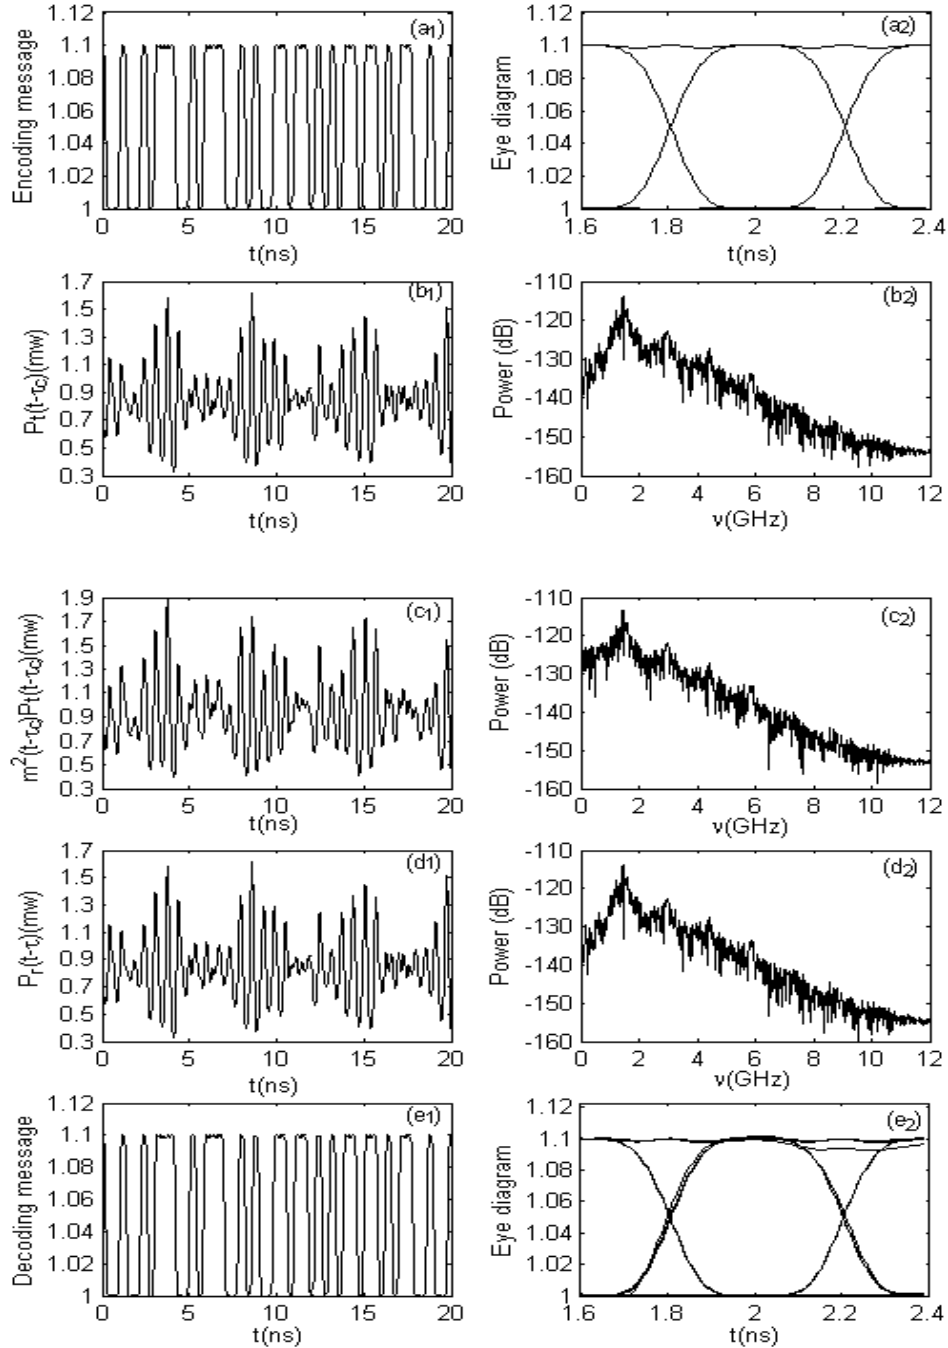 1.12
1.1
1.08
1.06
1.04
1.02
1
Encoding message
(a1)
0 5 10 15 20
t(ns)
1.12
1.1
1.08
1.06
1.04
1.02
1
Eye diagram
(a2)
1.6 1.8 2 2.2 2.4
t(ns)
1.7
1.5
1.3
1.1
0.9
0.7
0.5
0.3
Pt(t-τc)(mw)
(b1)
0 5 10 15 20
t(ns)
-110
-120
-130
-140
-150
-160
Power (dB)
(b2)
0 2 4 6 8 10 12
ν(GHz)
1.9
1.7
1.5
1.3
1.1
0.9
0.7
0.5
0.3
m2(t-τc)Pt(t-τc)(mw)
(c1)
0 5 10 15 20
t(ns)
-110
-120
-130
-140
-150
-160
Power (dB)
(c2)
0 2 4 6 8 10 12
ν(GHz)
1.7
1.5
1.3
1.1
0.9
0.7
0.5
0.3
Pr(t-τ)(mw)
(d1)
0 5 10 15 20
t(ns)
-110
-120
-130
-140
-150
-160
Power (dB)
(d2)
0 2 4 6 8 10 12
ν(GHz)
1.12
1.1
1.08
1.06
1.04
1.02
1
Decoding message
(e1)
0 5 10 15 20
t(ns)
1.12
1.1
1.08
1.06
1.04
1.02
1
Eye diagram
(e2)
1.6 1.8 2 2.2 2.4
t(ns)